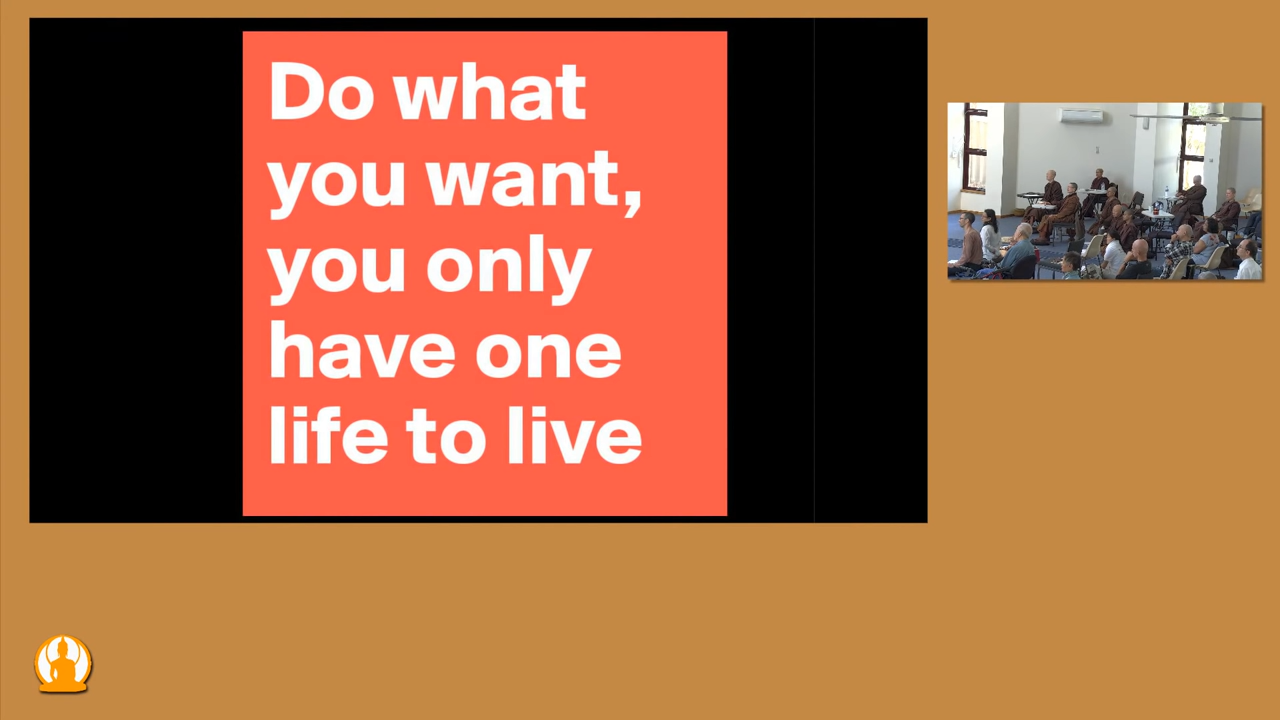 Do what
you want,
you only
have one
life to live